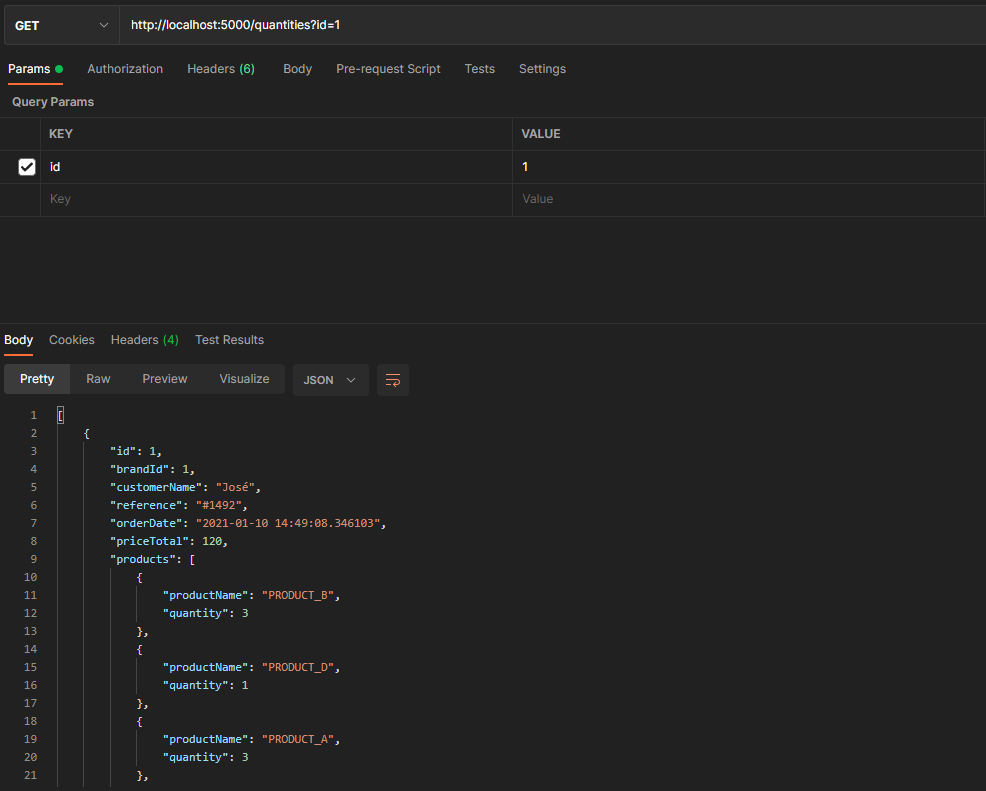 GET http://localhost:5000/quantities?id=1
Params Authorization Headers (6) Body Pre-request Script Tests Settings
Query Params
KEY VALUE
id 1
Key Value
Body Cookies Headers (4) Test Results
Pretty Raw Preview Visualize JSON
1 [
2 {
3 "id": 1,
4 "brandId": 1,
5 "customerName": "José",
6 "reference": "#1492",
7 "orderDate": "2021-01-10 14:49:08.346103",
8 "priceTotal": 120,
9 "products": [
10 {
11 "productName": "PRODUCT_B",
12 "quantity": 3
13 },
14 {
15 "productName": "PRODUCT_D",
16 "quantity": 1
17 },
18 {
19 "productName": "PRODUCT_A",
20 "quantity": 3
21 },